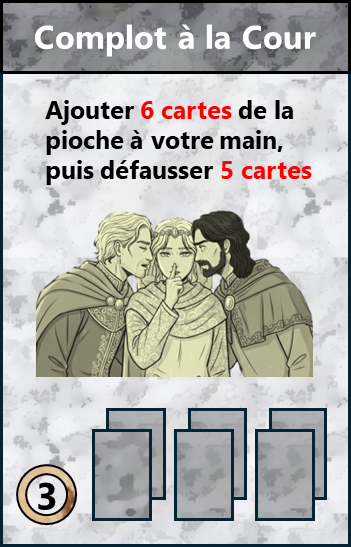 Complot à la Cour
Ajouter 6 cartes de la
pioche à votre main,
puis défausser 5 cartes
3